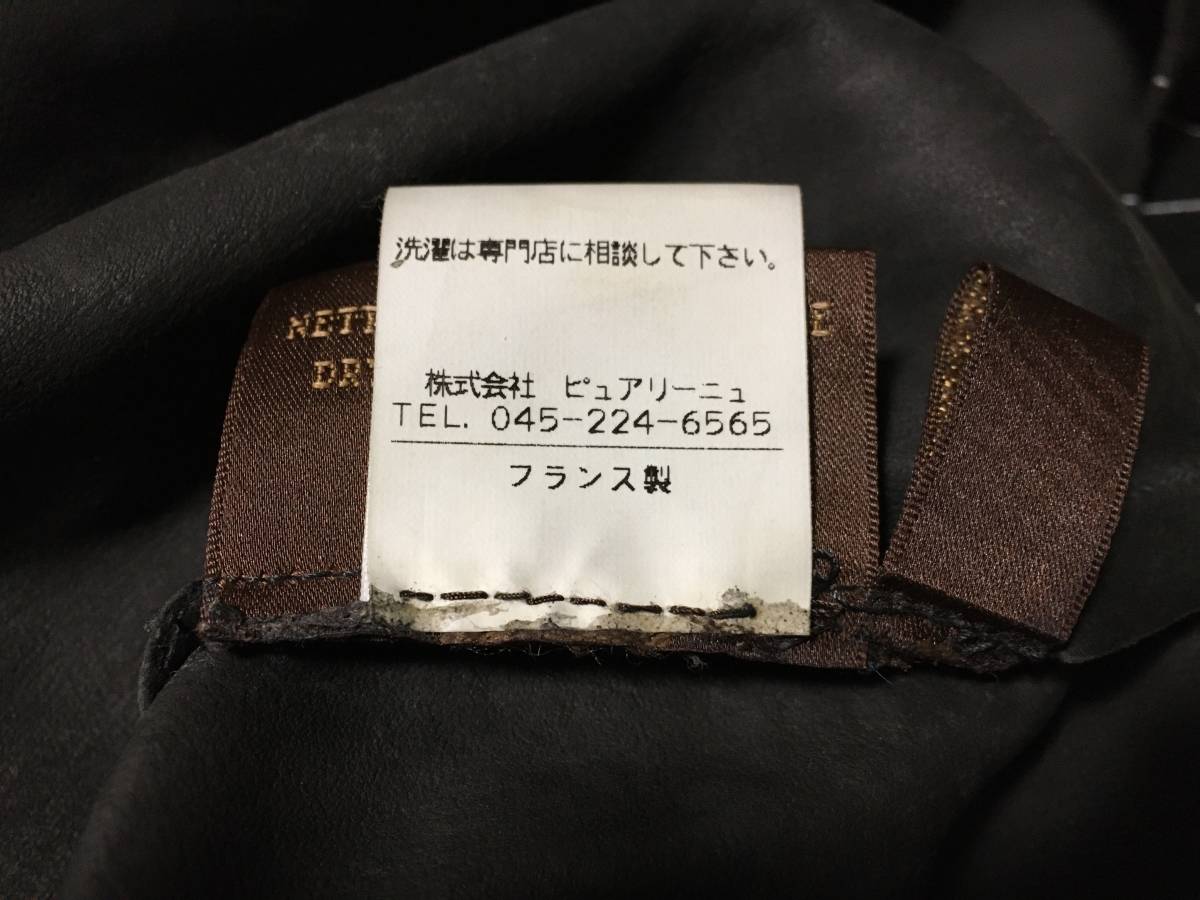 洗濯は専門店に相談して下さい。
株式会社 ピュアリーニュ
TEL. 045-224-6565
フランス製